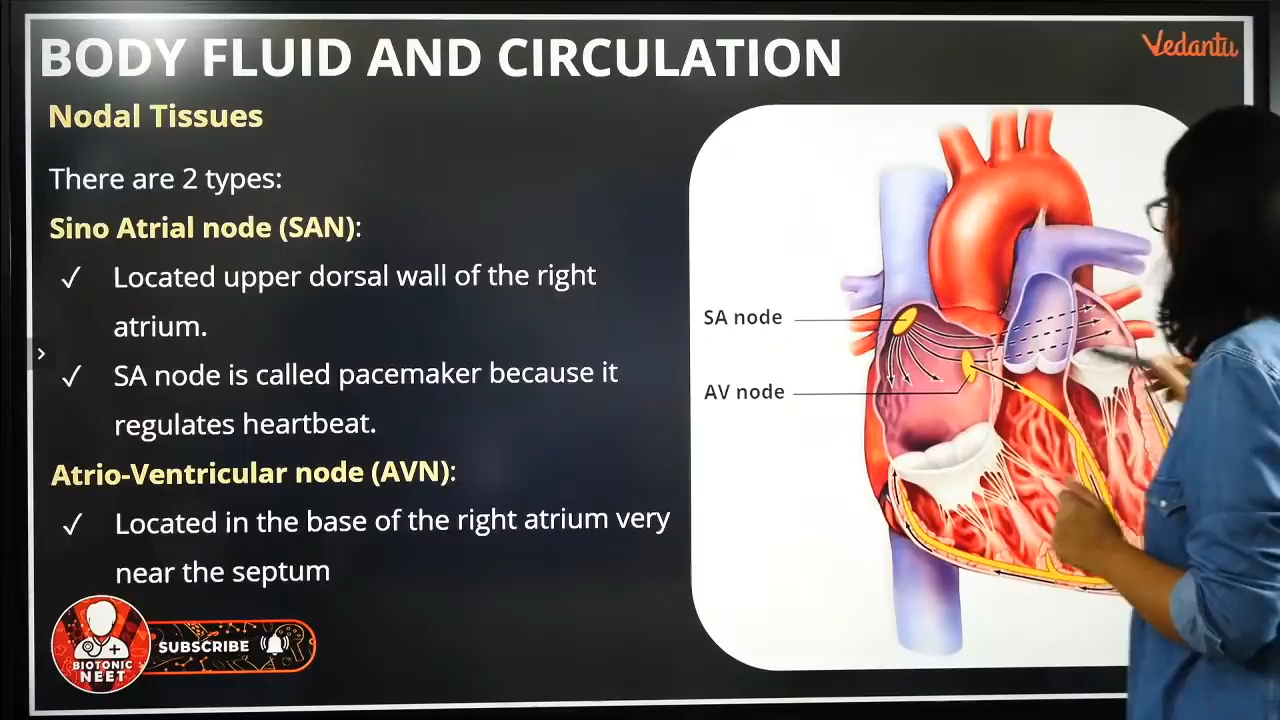 BODY FLUID AND CIRCULATION
Vedantu
Nodal Tissues
There are 2 types:
Sino Atrial node (SAN):
✓ Located upper dorsal wall of the right
atrium.
✓ SA node is called pacemaker because it
regulates heartbeat.
Atrio-Ventricular node (AVN):
✓ Located in the base of the right atrium very
near the septum
SA node
AV node
BIOTONIC
NEET
SUBSCRIBE